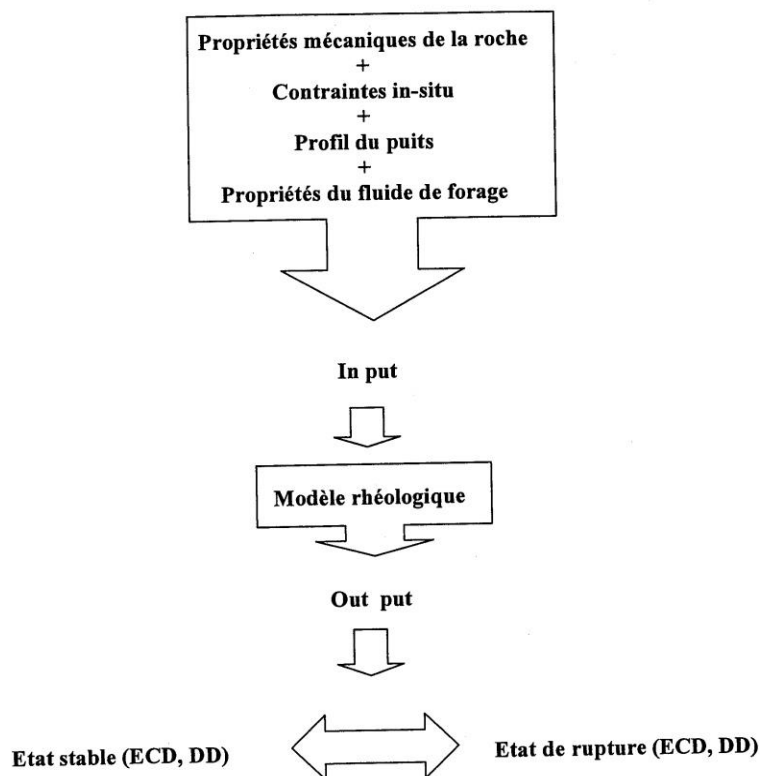 Propriétés mécaniques de la roche
+
Contraintes in-situ
+
Profil du puits
+
Propriétés du fluide de forage
In put
Modèle rhéologique
Out put
Etat stable (ECD, DD)
Etat de rupture (ECD, DD)